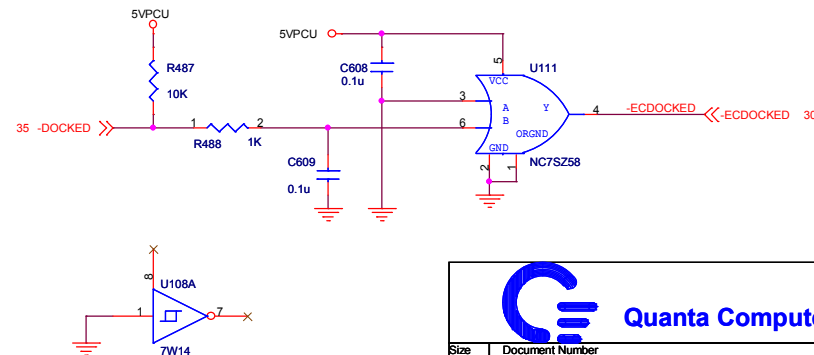 5VPCU
5VPCU
R487
10K
C608
0.1u
U111
5
VCC
3
A
Y
4
-ECDOCKED
-ECDOCKED 30
35 -DOCKED
1
2
R488
1K
6
B
ORGND
GND
NC7SZ58
2
1
C609
0.1u
8
U108A
1
7
7W14
Quanta Compute
Size
Document Number